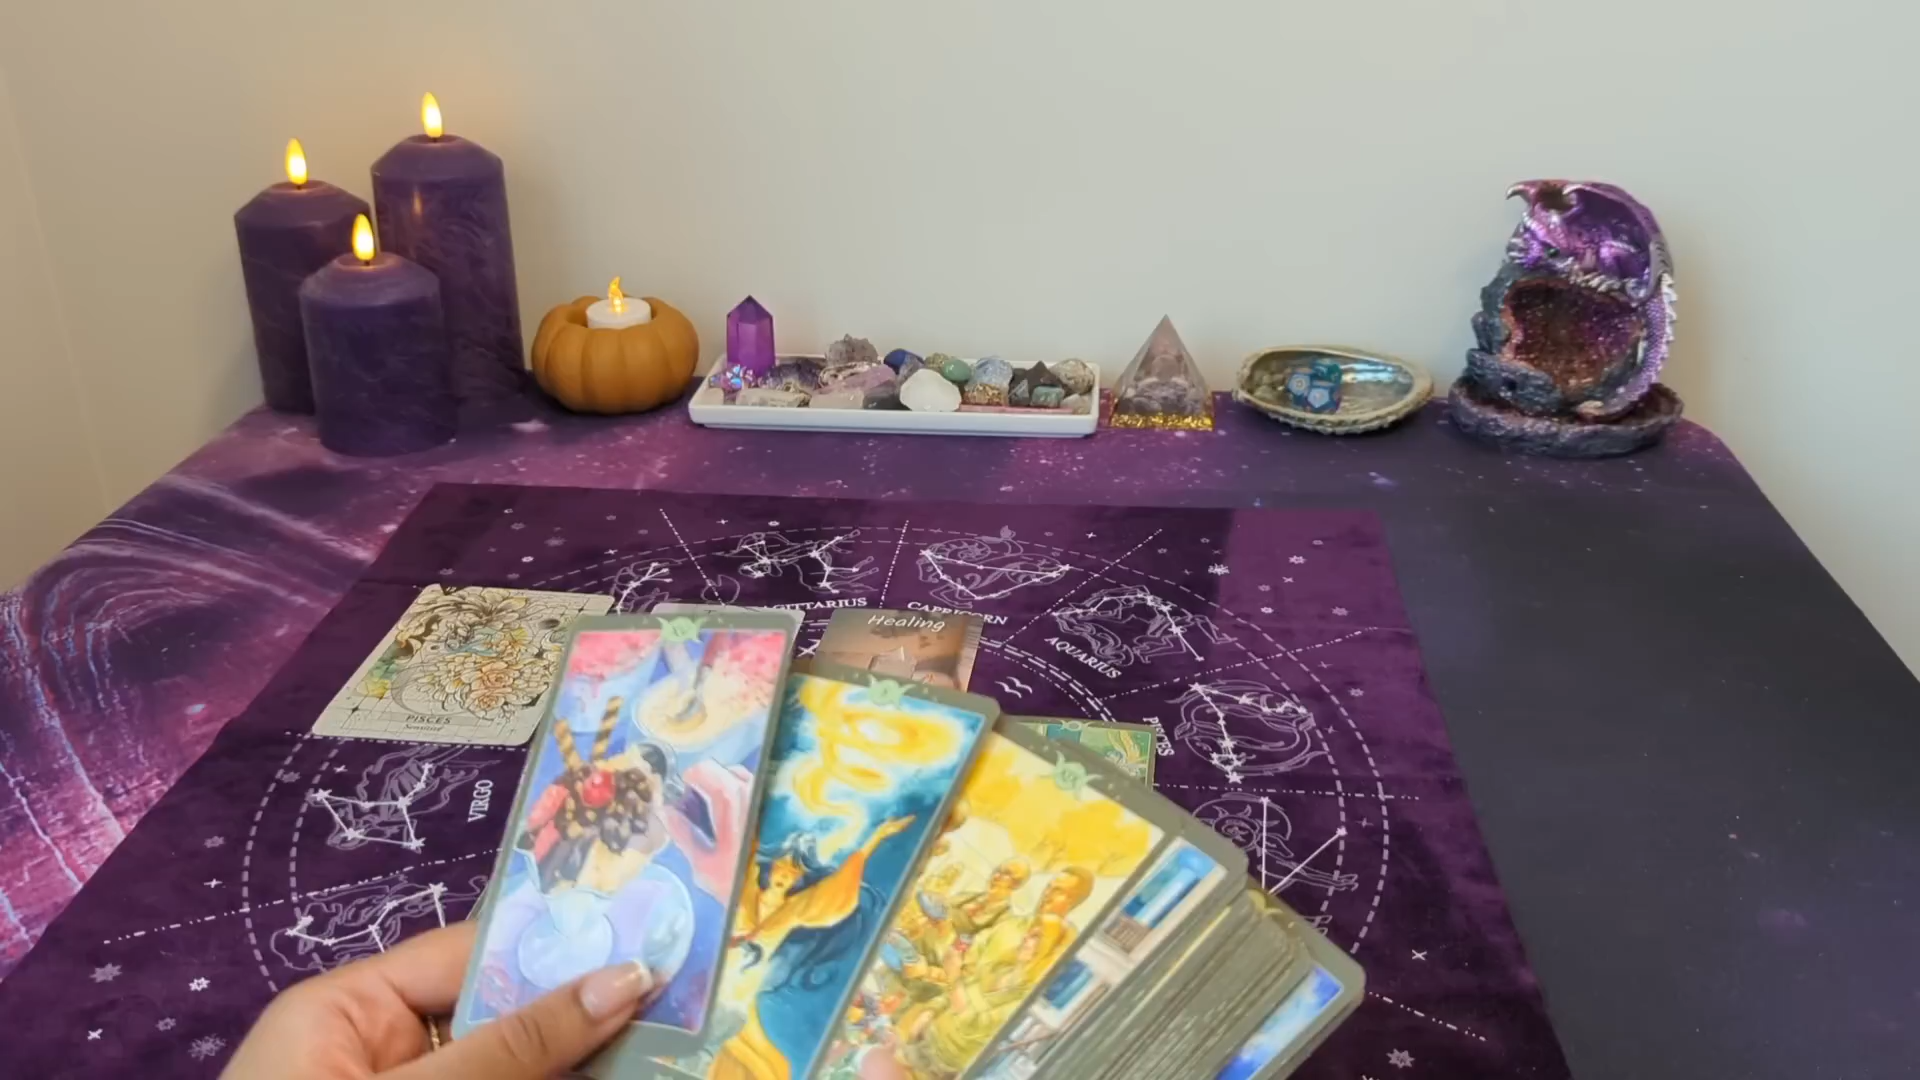 SAGITTARIUS
CAPRICORN
Healing
AQUARIUS
PISCES
PISCES
VIRGO